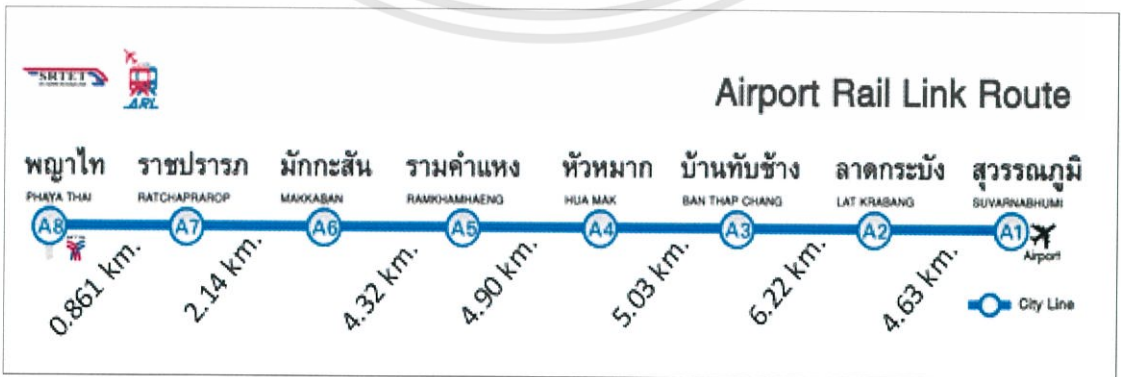 SRTET
ARL
Airport Rail Link Route
พญาไท ราชปรารภ มักกะสัน รามคำแหง หัวหมาก บ้านทับช้าง ลาดกระบัง สุวรรณภูมิ
PHAYA THAI RATCHAPRAROP MAKKASAN RAMKHAMHAENG HUA MAK BAN THAP CHANG LAT KRABANG SUVARNABHUMI
A8 A7 A6 A5 A4 A3 A2 A1
Airport
0.861 km. 2.14 km. 4.32 km. 4.90 km. 5.03 km. 6.22 km. 4.63 km.
City Line